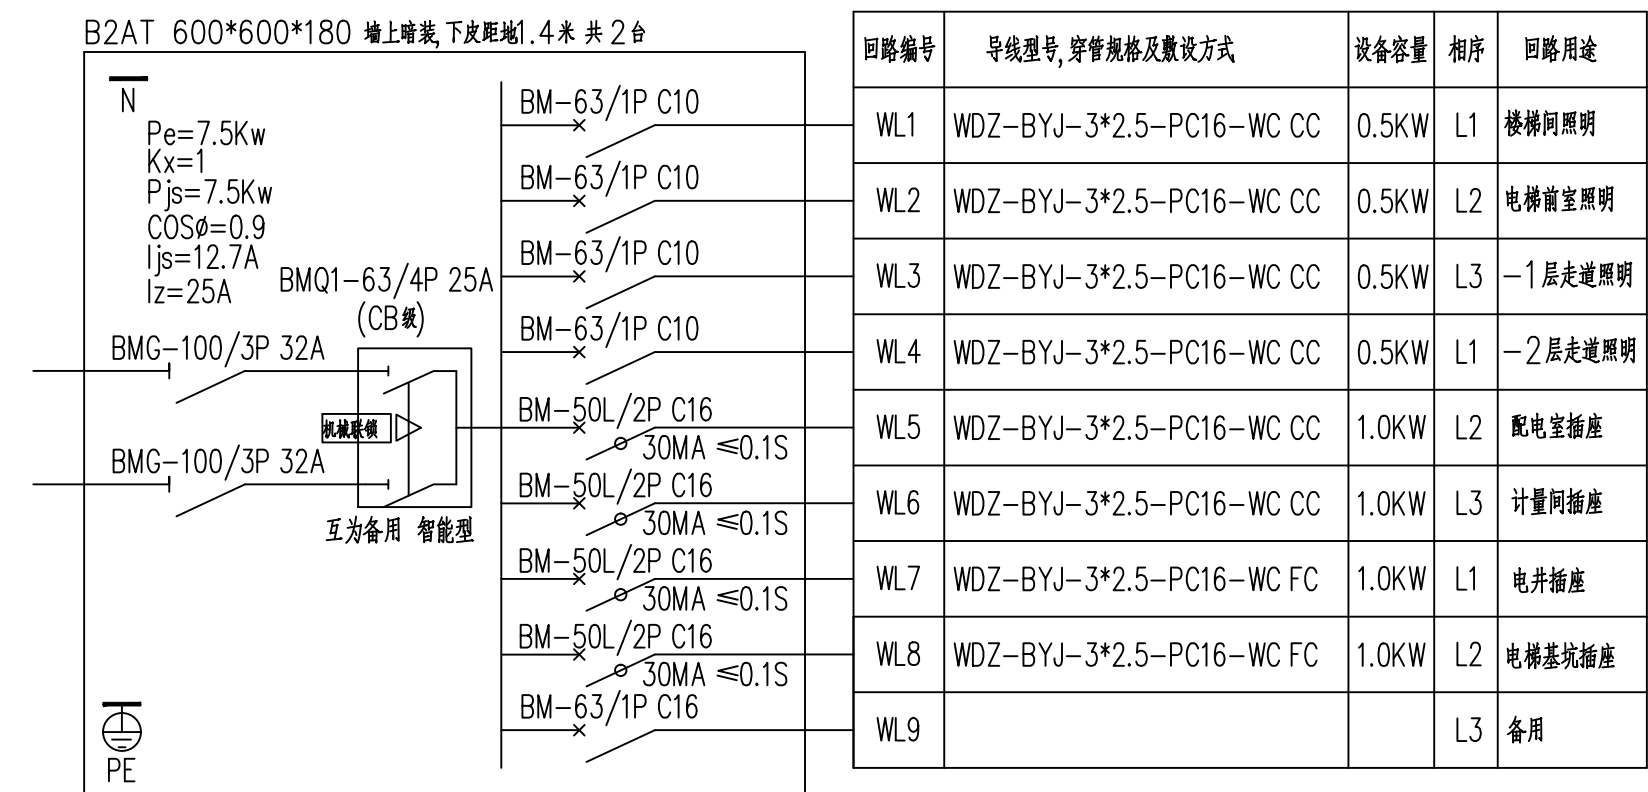 B2AT 600*600*180 墙上暗装,下皮距地1.4米 共2台
N
Pe=7.5Kw
Kx=1
Pjs=7.5Kw
COSø=0.9
Ijs=12.7A
Iz=25A
BMQ1-63/4P 25A
(CB级)
BMG-100/3P 32A
机械联锁
BMG-100/3P 32A
互为备用 智能型
PE
BM-63/1P C10
BM-63/1P C10
BM-63/1P C10
BM-63/1P C10
BM-50L/2P C16
30MA ≤0.1S
BM-50L/2P C16
30MA ≤0.1S
BM-50L/2P C16
30MA ≤0.1S
BM-50L/2P C16
30MA ≤0.1S
BM-63/1P C16
回路编号 导线型号,穿管规格及敷设方式 设备容量 相序 回路用途
WL1 WDZ-BYJ-3*2.5-PC16-WC CC 0.5KW L1 楼梯间照明
WL2 WDZ-BYJ-3*2.5-PC16-WC CC 0.5KW L2 电梯前室照明
WL3 WDZ-BYJ-3*2.5-PC16-WC CC 0.5KW L3 -1层走道照明
WL4 WDZ-BYJ-3*2.5-PC16-WC CC 0.5KW L1 -2层走道照明
WL5 WDZ-BYJ-3*2.5-PC16-WC CC 1.0KW L2 配电室插座
WL6 WDZ-BYJ-3*2.5-PC16-WC CC 1.0KW L3 计量间插座
WL7 WDZ-BYJ-3*2.5-PC16-WC FC 1.0KW L1 电井插座
WL8 WDZ-BYJ-3*2.5-PC16-WC FC 1.0KW L2 电梯基坑插座
WL9 L3 备用